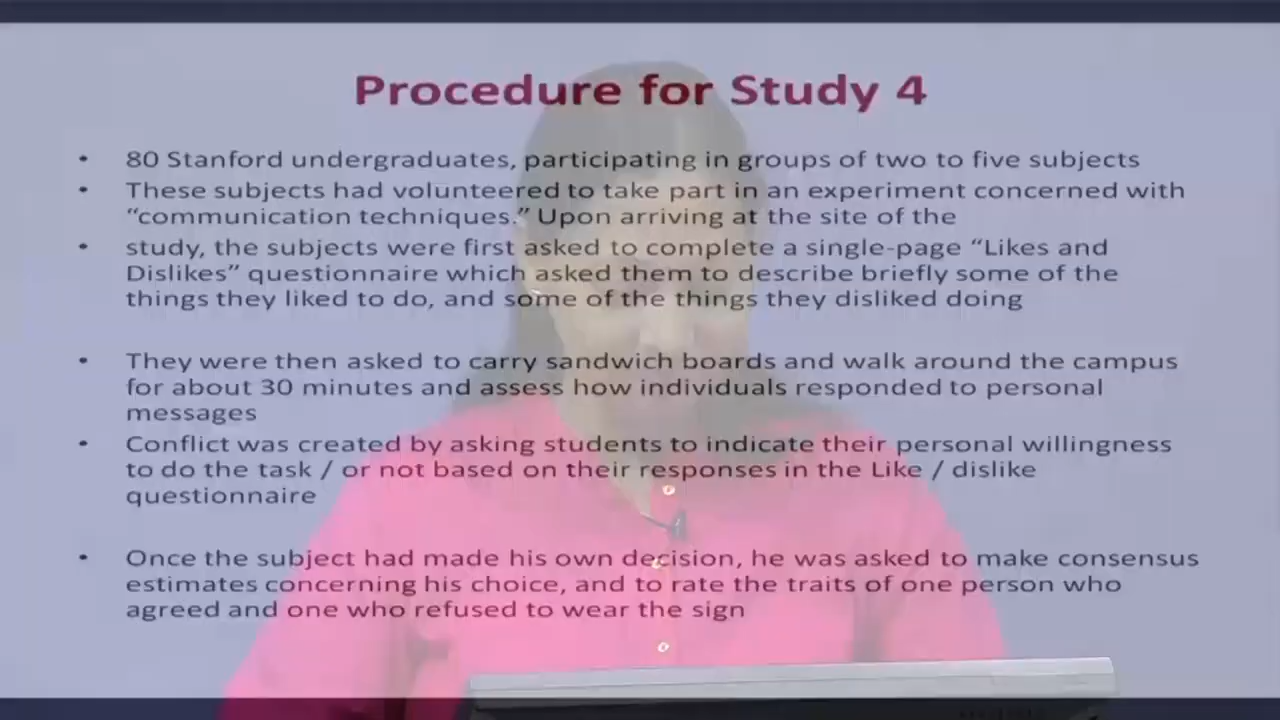 Procedure for Study 4
• 80 Stanford undergraduates, participating in groups of two to five subjects
• These subjects had volunteered to take part in an experiment concerned with
“communication techniques.” Upon arriving at the site of the
• study, the subjects were first asked to complete a single-page “Likes and
Dislikes” questionnaire which asked them to describe briefly some of the
things they liked to do, and some of the things they disliked doing
• They were then asked to carry sandwich boards and walk around the campus
for about 30 minutes and assess how individuals responded to personal
messages
• Conflict was created by asking students to indicate their personal willingness
to do the task / or not based on their responses in the Like / dislike
questionnaire
• Once the subject had made his own decision, he was asked to make consensus
estimates concerning his choice, and to rate the traits of one person who
agreed and one who refused to wear the sign